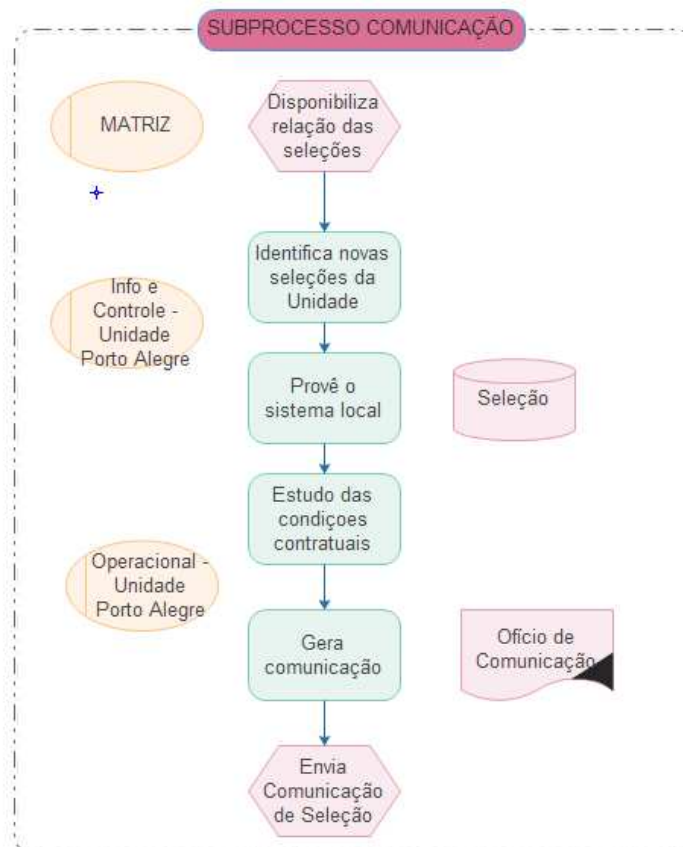 SUBPROCESSO COMUNICAÇÃO
MATRIZ
Disponibiliza
relação das
seleções
Identifica novas
seleções da
Unidade
Info e
Controle -
Unidade
Porto Alegre
Provê o
sistema local
Seleção
Estudo das
condiçoes
contratuais
Operacional -
Unidade
Porto Alegre
Gera
comunicação
Ofício de
Comunicação
Envia
Comunicação
de Seleção